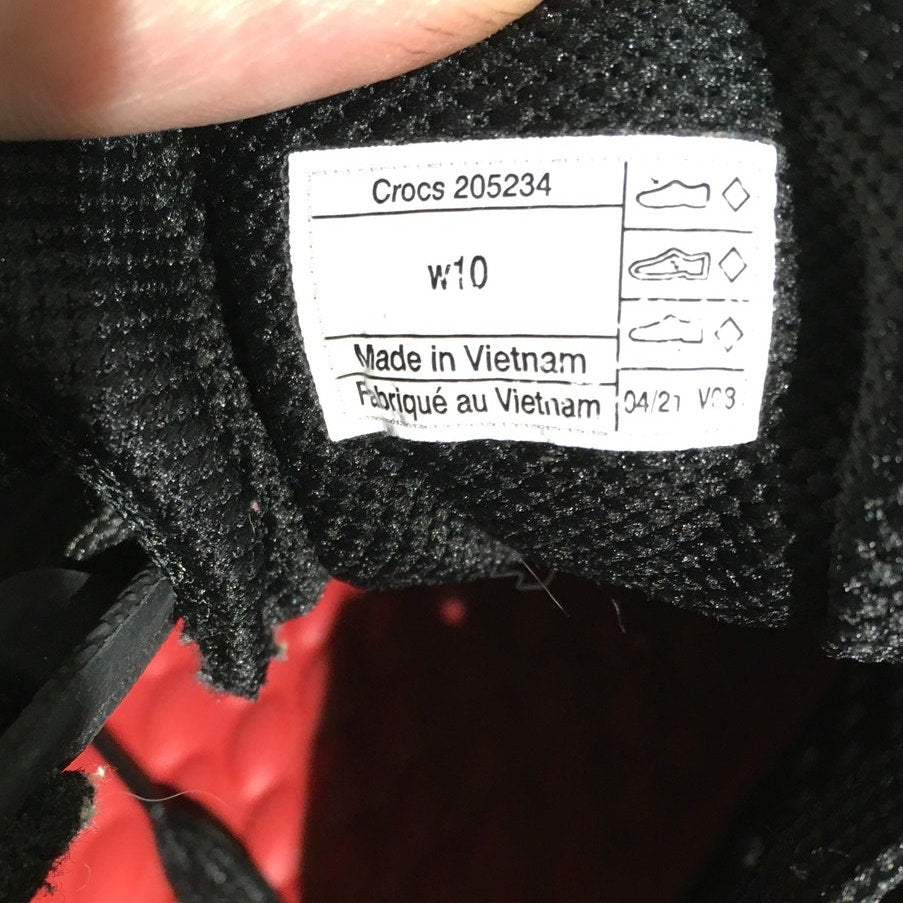 Crocs 205234
w10
Made in Vietnam
Fabriqué au Vietnam
04/21